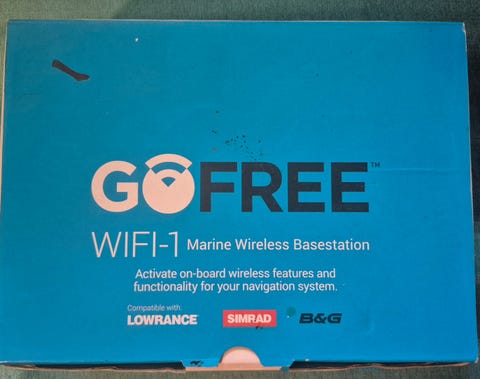 GOFREE™
WIFI-1 Marine Wireless Basestation
Activate on-board wireless features and
functionality for your navigation system.
Compatible with:
LOWRANCE SIMRAD B&G